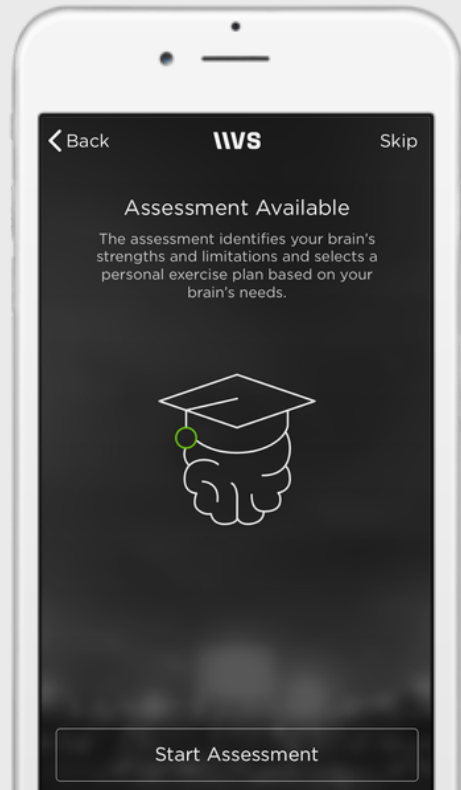 Back
\\VS
Skip
Assessment Available
The assessment identifies your brain's
strengths and limitations and selects a
personal exercise plan based on your
brain's needs.
Start Assessment